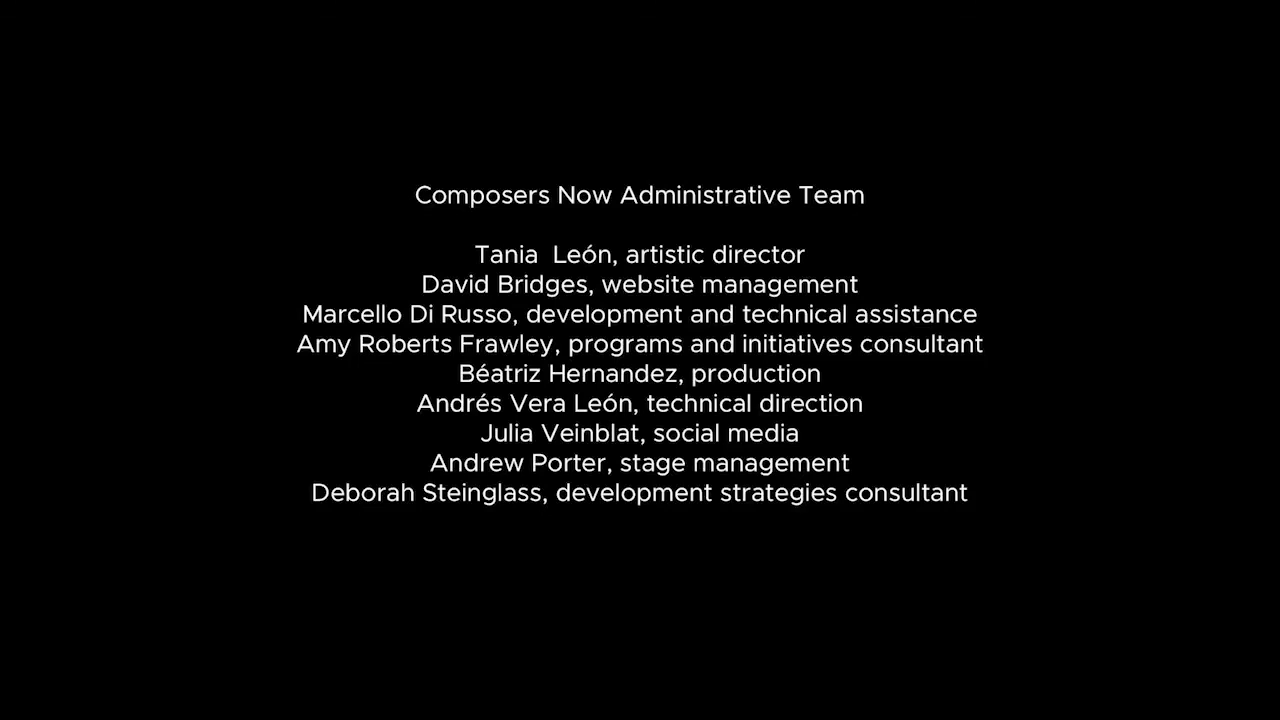 Composers Now Administrative Team
Tania  León, artistic director
David Bridges, website management
Marcello Di Russo, development and technical assistance
Amy Roberts Frawley, programs and initiatives consultant
Béatriz Hernandez, production
Andrés Vera León, technical direction
Julia Veinblat, social media
Andrew Porter, stage management
Deborah Steinglass, development strategies consultant